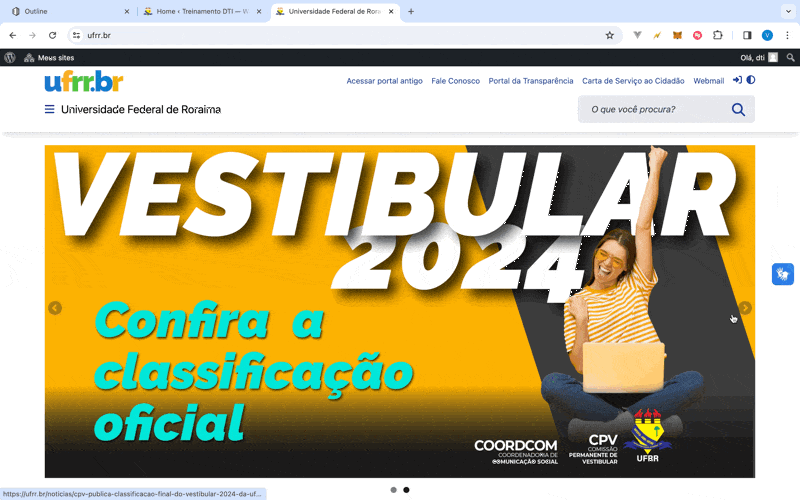 Outline
Home ‹ Treinamento DTI — W
Universidade Federal de Rora
ufrr.br
V
Meus sites
Olá, dti
ufrr.br
Acessar portal antigo
Fale Conosco
Portal da Transparência
Carta de Serviço ao Cidadão
Webmail
Universidade Federal de Roraima
O que você procura?
VESTIBULAR
2024
Confira a
classificação
oficial
COORDCOM
COORDENADORIA DE
COMUNICAÇÃO SOCIAL
CPV
COMISSÃO
PERMANENTE DE
VESTIBULAR
UFRR
https://ufrr.br/noticias/cpv-publica-classificacao-final-do-vestibular-2024-da-uf...